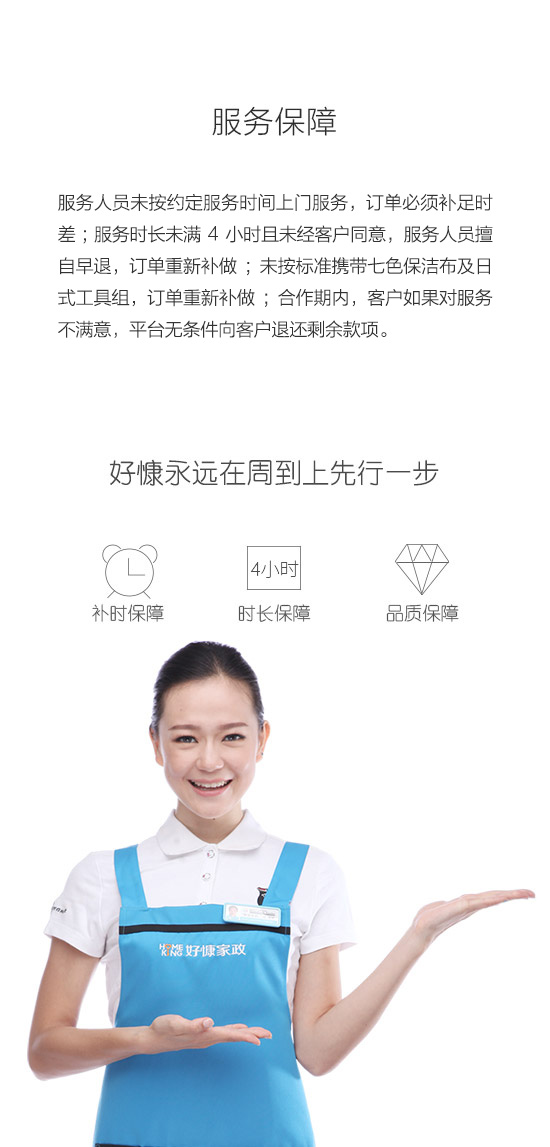 服务保障
服务人员未按约定服务时间上门服务，订单必须补足时
差；服务时长未满 4 小时且未经客户同意，服务人员擅
自早退，订单重新补做 ；未按标准携带七色保洁布及日
式工具组，订单重新补做 ；合作期内，客户如果对服务
不满意，平台无条件向客户退还剩余款项。
好慷永远在周到上先行一步
4小时
补时保障 时长保障 品质保障
HOME KING 好慷家政